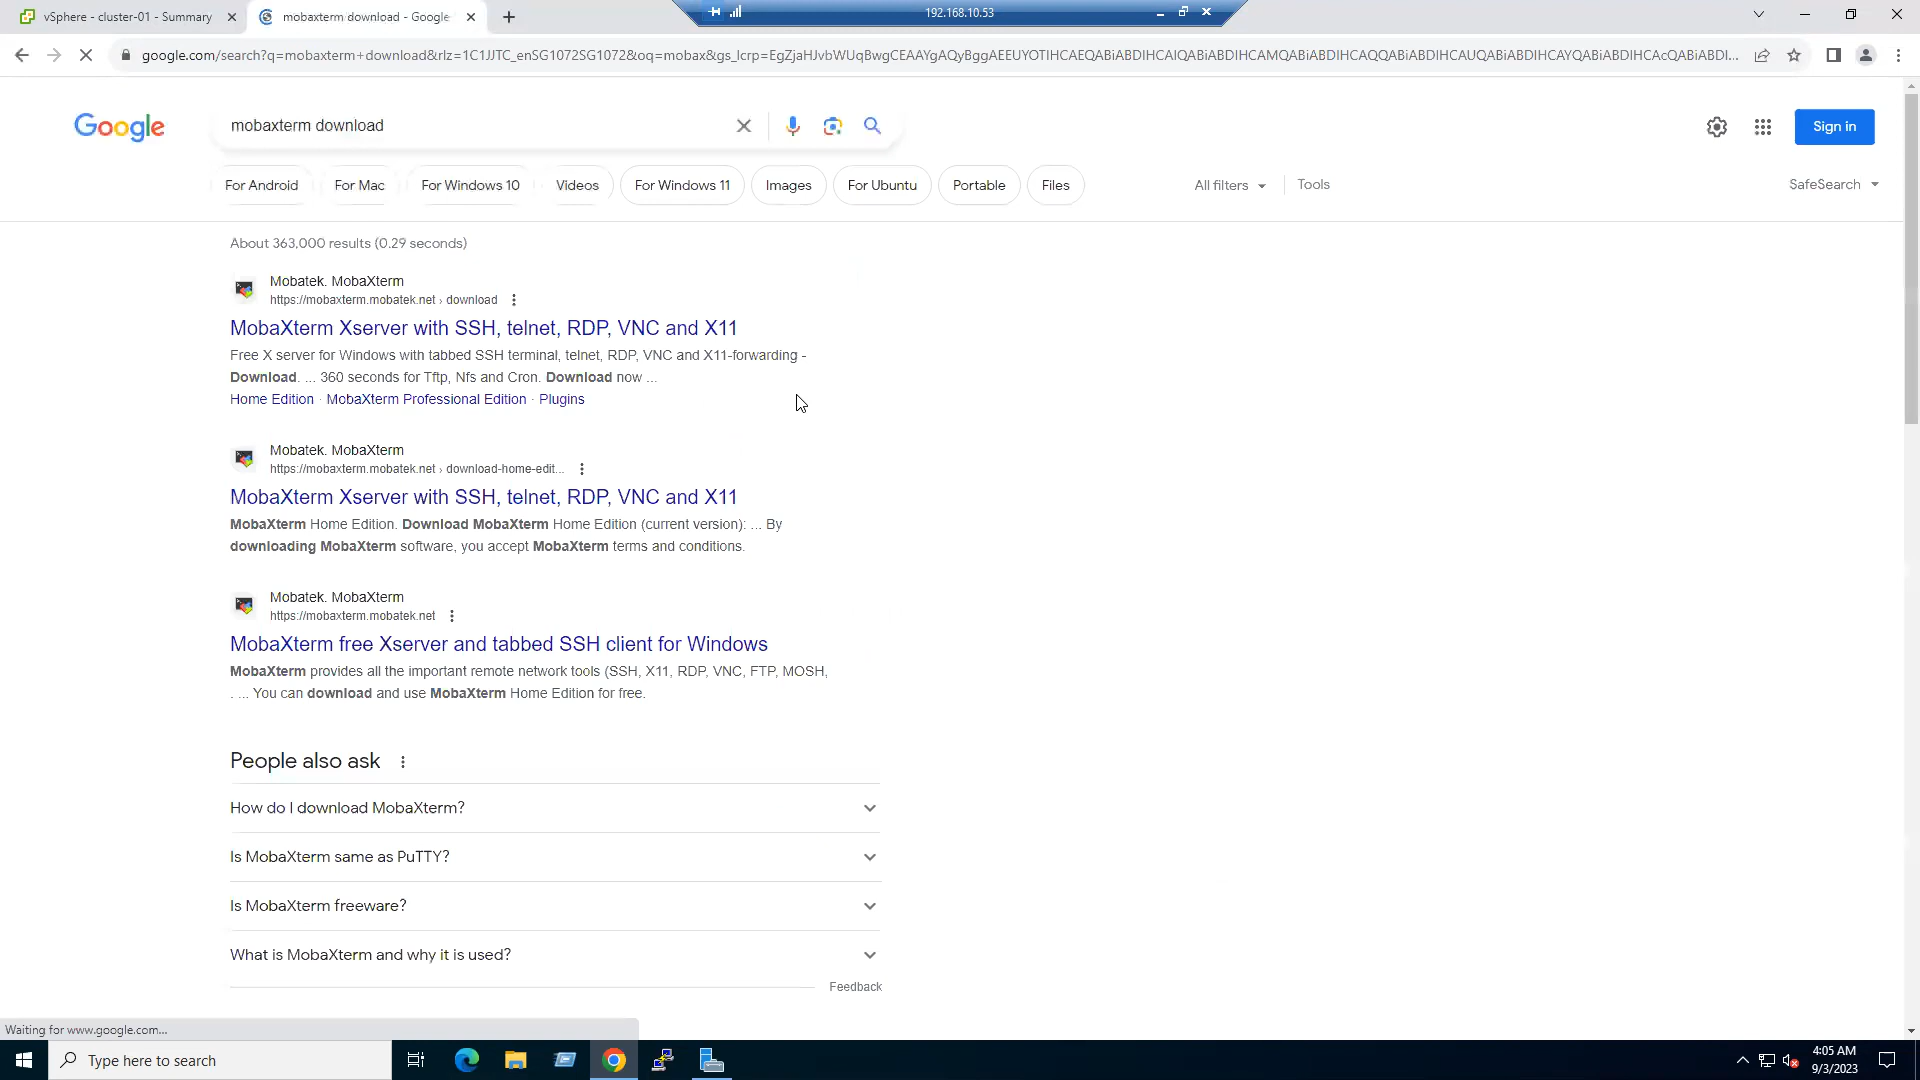 vSphere - cluster-01 - Summary
mobaxterm download - Google
192.168.10.53
google.com/search?q=mobaxterm+download&rlz=1C1JJTC_enSG1072SG1072&oq=mobax&gs_lcrp=EgZjaHJvbWUqBwgCEAAYgAQyBggAEEUYOTIHCAEQABiABDIHCAIQABiABDIHCAMQABiABDIHCAQQABiABDIHCAUQABiABDIHCAYQABiABDIHCAcQABiABDI...
Google
mobaxterm download
Sign in
For Android
For Mac
For Windows 10
Videos
For Windows 11
Images
For Ubuntu
Portable
Files
All filters
Tools
SafeSearch
About 363,000 results (0.29 seconds)
Mobatek. MobaXterm
https://mobaxterm.mobatek.net › download
MobaXterm Xserver with SSH, telnet, RDP, VNC and X11
Free X server for Windows with tabbed SSH terminal, telnet, RDP, VNC and X11-forwarding -
Download. ... 360 seconds for Tftp, Nfs and Cron. Download now ...
Home Edition · MobaXterm Professional Edition · Plugins
Mobatek. MobaXterm
https://mobaxterm.mobatek.net › download-home-edit...
MobaXterm Xserver with SSH, telnet, RDP, VNC and X11
MobaXterm Home Edition. Download MobaXterm Home Edition (current version): ... By
downloading MobaXterm software, you accept MobaXterm terms and conditions.
Mobatek. MobaXterm
https://mobaxterm.mobatek.net
MobaXterm free Xserver and tabbed SSH client for Windows
MobaXterm provides all the important remote network tools (SSH, X11, RDP, VNC, FTP, MOSH,
. ... You can download and use MobaXterm Home Edition for free.
People also ask
How do I download MobaXterm?
Is MobaXterm same as PuTTY?
Is MobaXterm freeware?
What is MobaXterm and why it is used?
Feedback
Waiting for www.google.com...
Type here to search
4:05 AM
9/3/2023